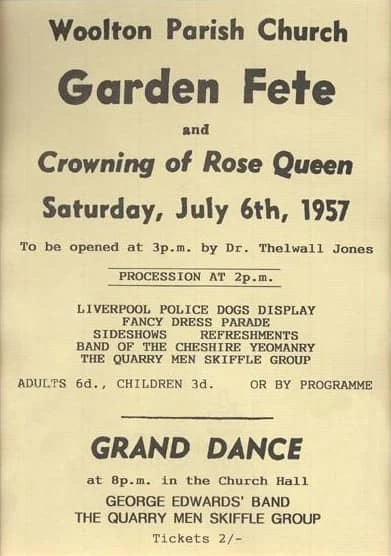 Woolton Parish Church
Garden Fete
and
Crowning of Rose Queen
Saturday, July 6th, 1957
To be opened at 3p.m. by Dr. Thelwall Jones
PROCESSION AT 2p.m.
LIVERPOOL POLICE DOGS DISPLAY
FANCY DRESS PARADE
SIDESHOWS REFRESHMENTS
BAND OF THE CHESHIRE YEOMANRY
THE QUARRY MEN SKIFFLE GROUP
ADULTS 6d., CHILDREN 3d. OR BY PROGRAMME
GRAND DANCE
at 8p.m. in the Church Hall
GEORGE EDWARDS' BAND
THE QUARRY MEN SKIFFLE GROUP
Tickets 2/-